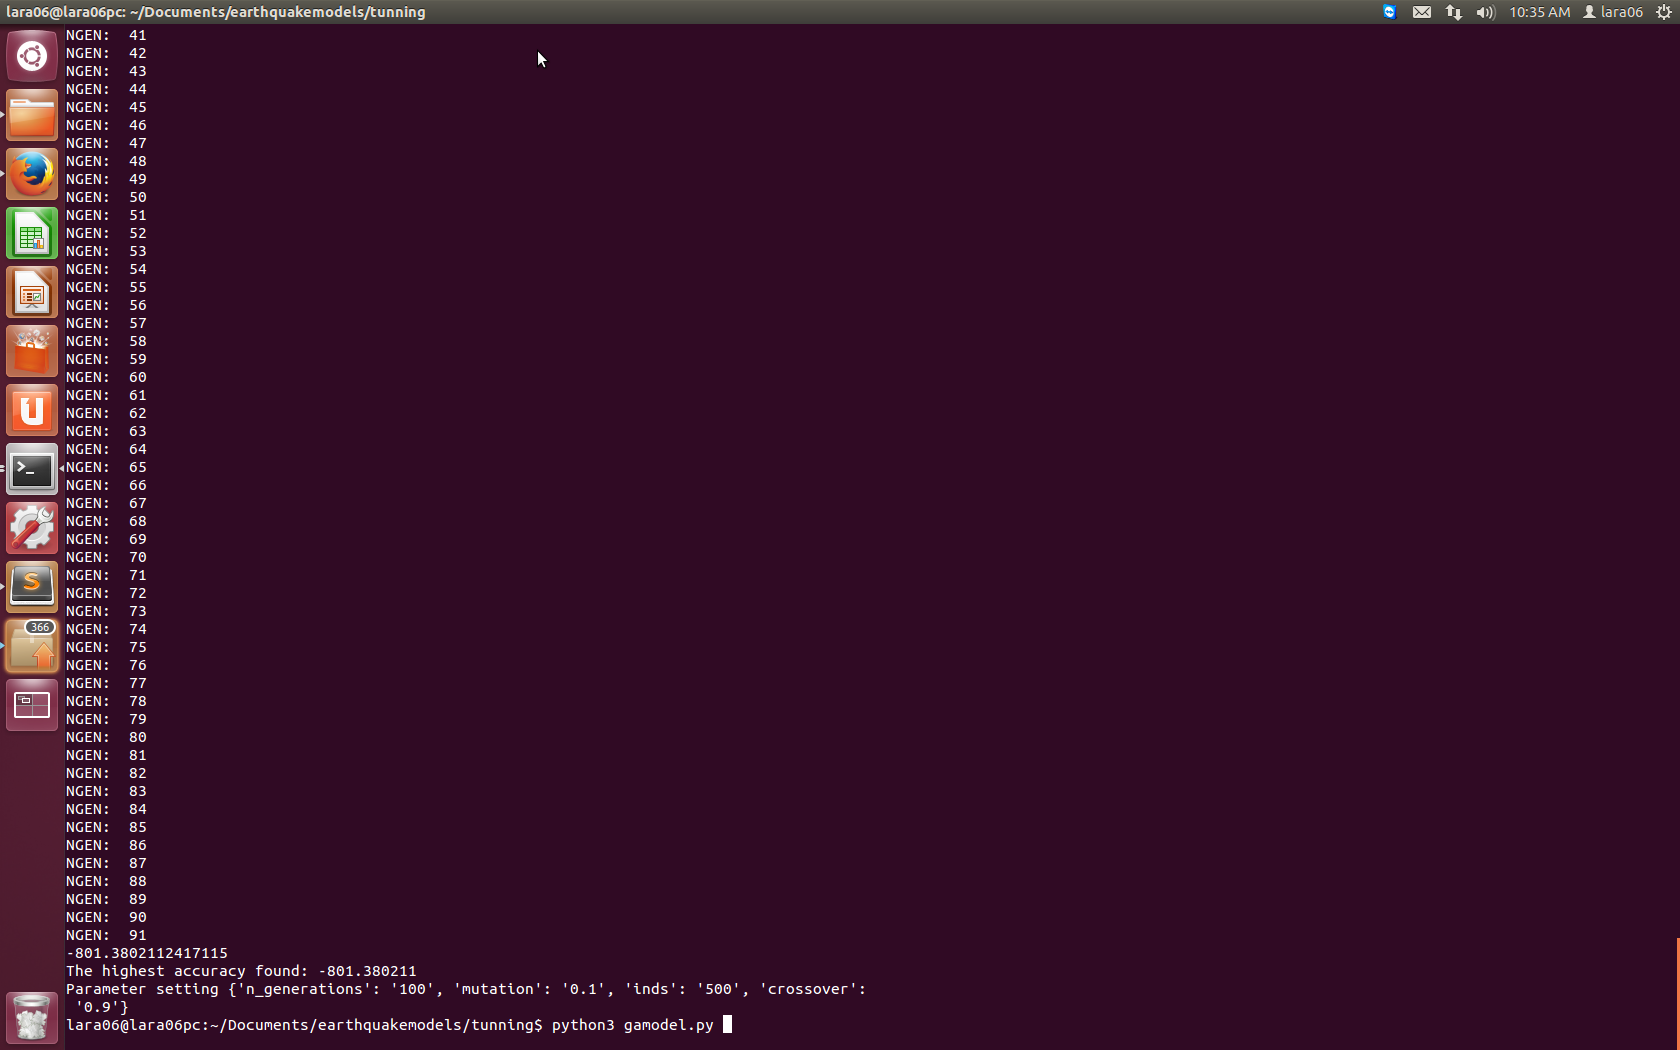 lara06@lara06pc: ~/Documents/earthquakemodels/tunning
10:35 AM
lara06
NGEN:  41
NGEN:  42
NGEN:  43
NGEN:  44
NGEN:  45
NGEN:  46
NGEN:  47
NGEN:  48
NGEN:  49
NGEN:  50
NGEN:  51
NGEN:  52
NGEN:  53
NGEN:  54
NGEN:  55
NGEN:  56
NGEN:  57
NGEN:  58
NGEN:  59
NGEN:  60
NGEN:  61
NGEN:  62
NGEN:  63
NGEN:  64
NGEN:  65
NGEN:  66
NGEN:  67
NGEN:  68
NGEN:  69
NGEN:  70
NGEN:  71
NGEN:  72
NGEN:  73
NGEN:  74
NGEN:  75
NGEN:  76
NGEN:  77
NGEN:  78
NGEN:  79
NGEN:  80
NGEN:  81
NGEN:  82
NGEN:  83
NGEN:  84
NGEN:  85
NGEN:  86
NGEN:  87
NGEN:  88
NGEN:  89
NGEN:  90
NGEN:  91
-801.3802112417115
The highest accuracy found: -801.380211
Parameter setting {'n_generations': '100', 'mutation': '0.1', 'inds': '500', 'crossover':
'0.9'}
lara06@lara06pc:~/Documents/earthquakemodels/tunning$ python3 gamodel.py
366